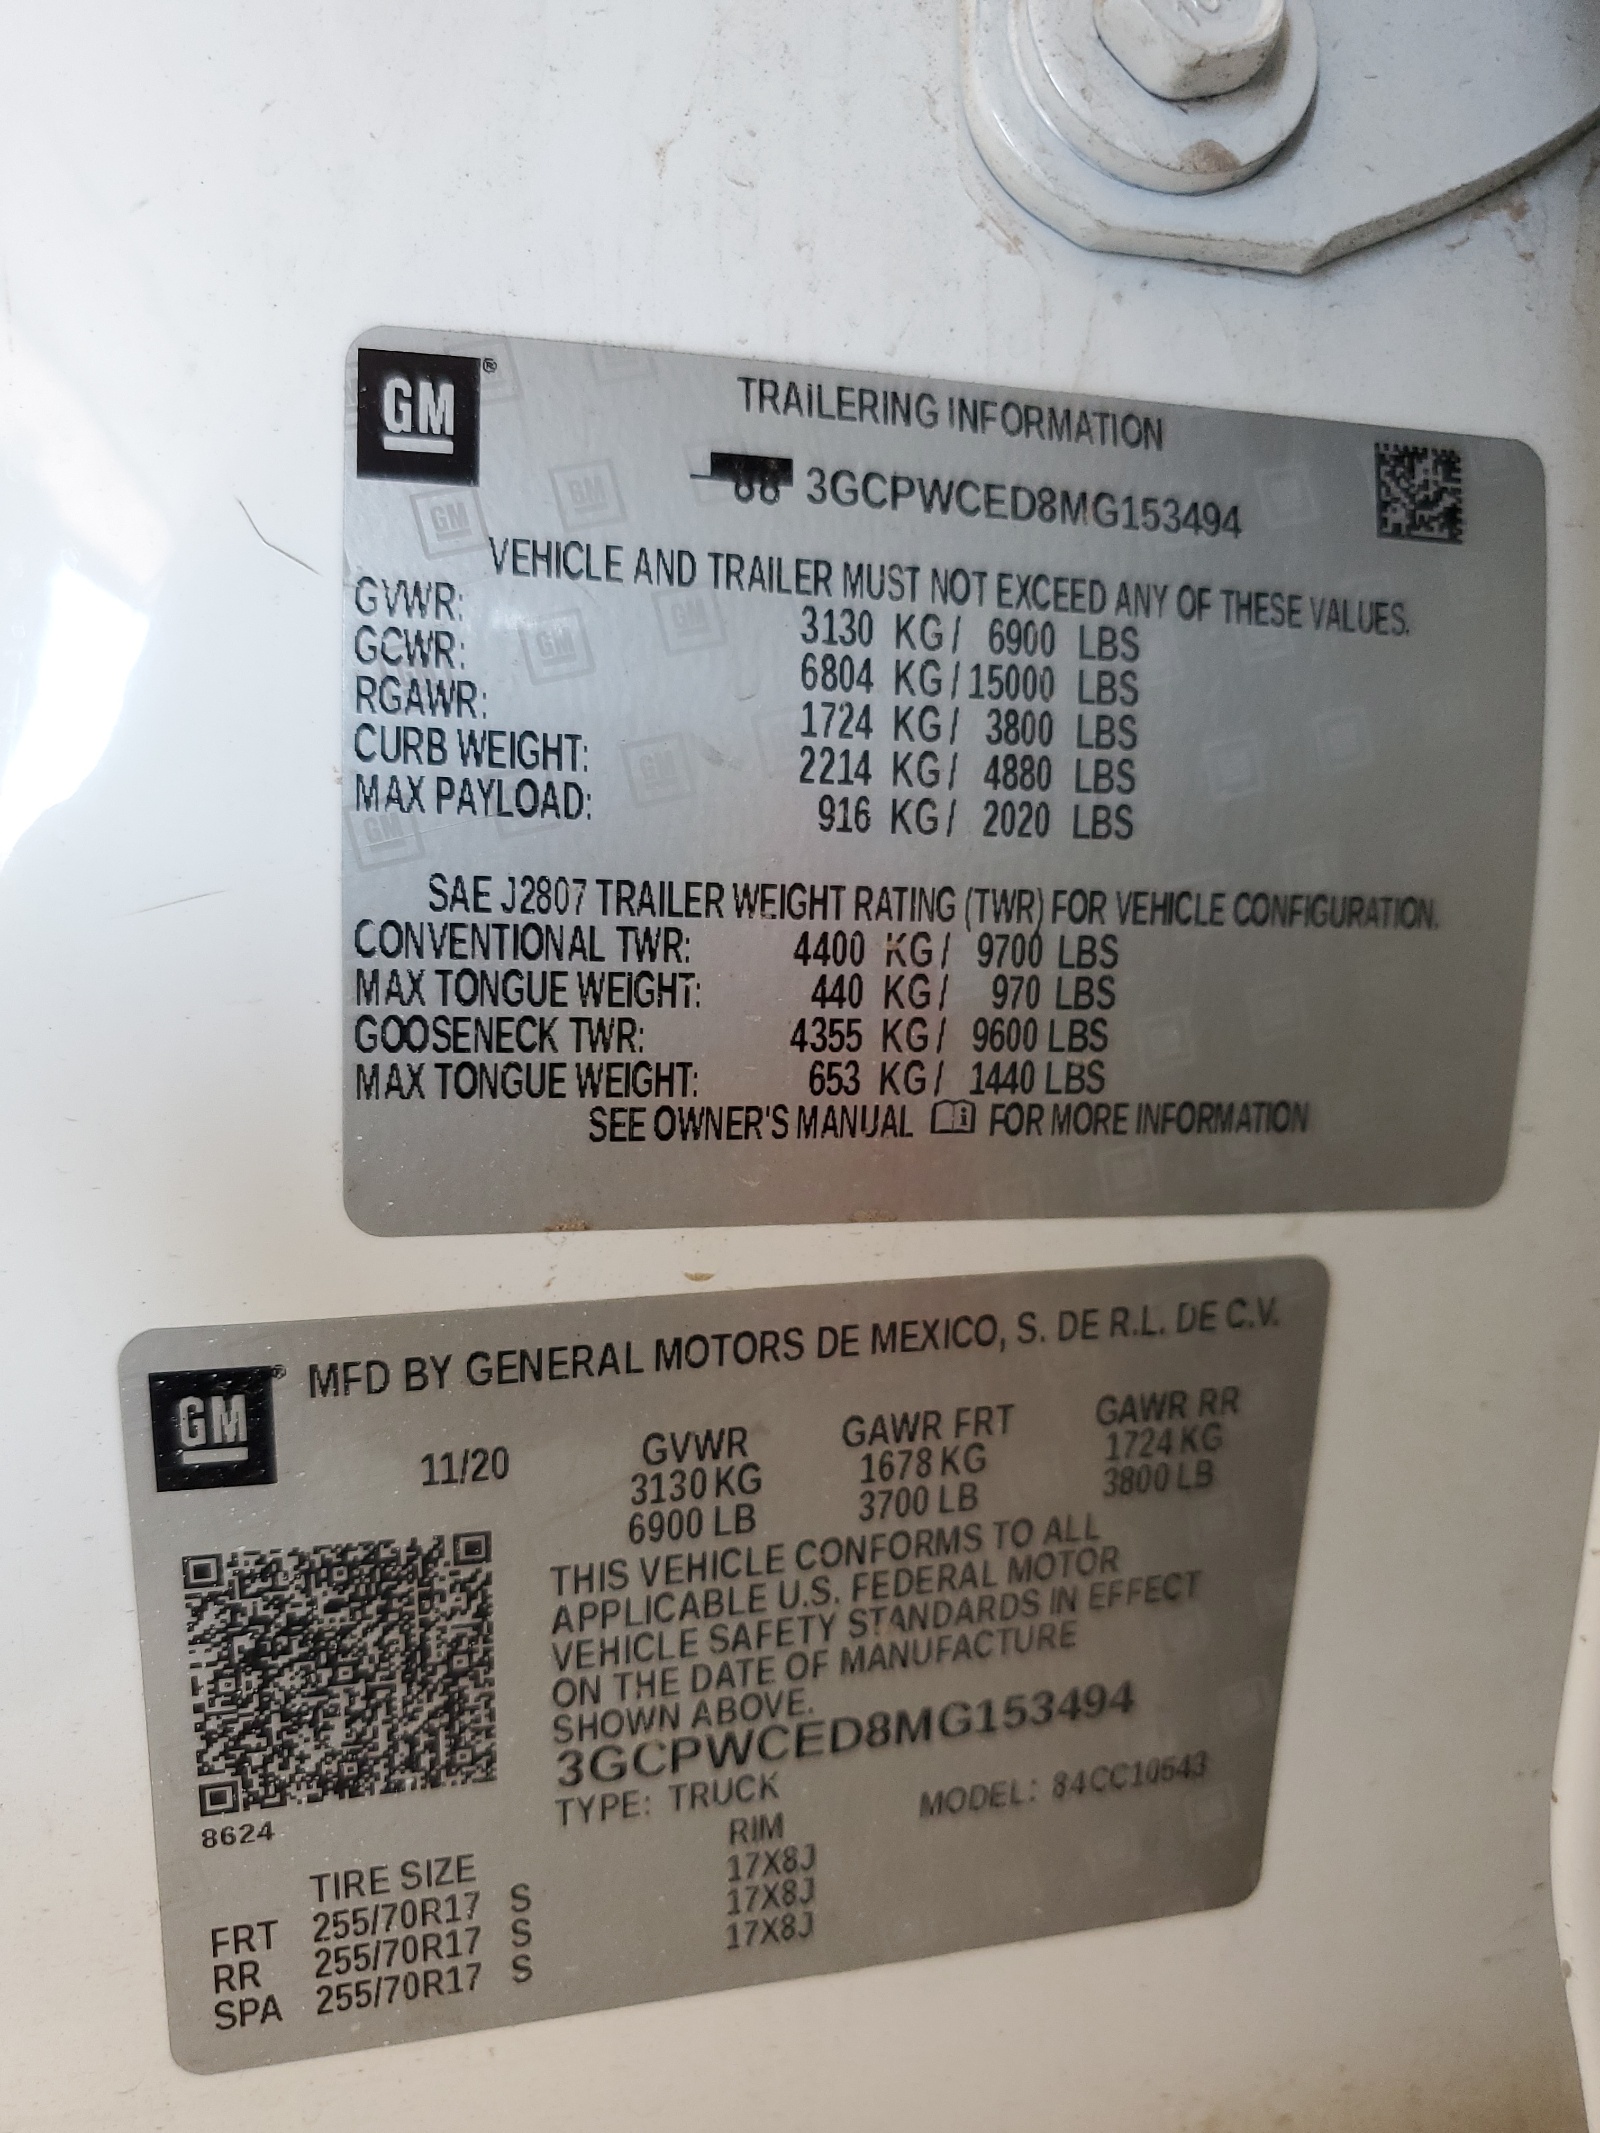 GM
TRAILERING INFORMATION
3GCPWCED8MG153494
VEHICLE AND TRAILER MUST NOT EXCEED ANY OF THESE VALUES.
GVWR: 3130 KG/ 6900 LBS
GCWR: 6804 KG/ 15000 LBS
RGAWR: 1724 KG/ 3800 LBS
CURB WEIGHT: 2214 KG/ 4880 LBS
MAX PAYLOAD: 916 KG/ 2020 LBS
SAE J2807 TRAILER WEIGHT RATING (TWR) FOR VEHICLE CONFIGURATION.
CONVENTIONAL TWR: 4400 KG/ 9700 LBS
MAX TONGUE WEIGHT: 440 KG/ 970 LBS
GOOSENECK TWR: 4355 KG/ 9600 LBS
MAX TONGUE WEIGHT: 653 KG/ 1440 LBS
SEE OWNER'S MANUAL FOR MORE INFORMATION
GM
MFD BY GENERAL MOTORS DE MEXICO, S. DE R.L. DE C.V.
11/20 GVWR GAWR FRT GAWR RR
3130 KG 1678 KG 1724 KG
6900 LB 3700 LB 3800 LB
THIS VEHICLE CONFORMS TO ALL
APPLICABLE U.S. FEDERAL MOTOR
VEHICLE SAFETY STANDARDS IN EFFECT
ON THE DATE OF MANUFACTURE
SHOWN ABOVE.
3GCPWCED8MG153494
TYPE: TRUCK MODEL: 84CC10543
8624
TIRE SIZE RIM
FRT 255/70R17 S 17X8J
RR 255/70R17 S 17X8J
SPA 255/70R17 S 17X8J